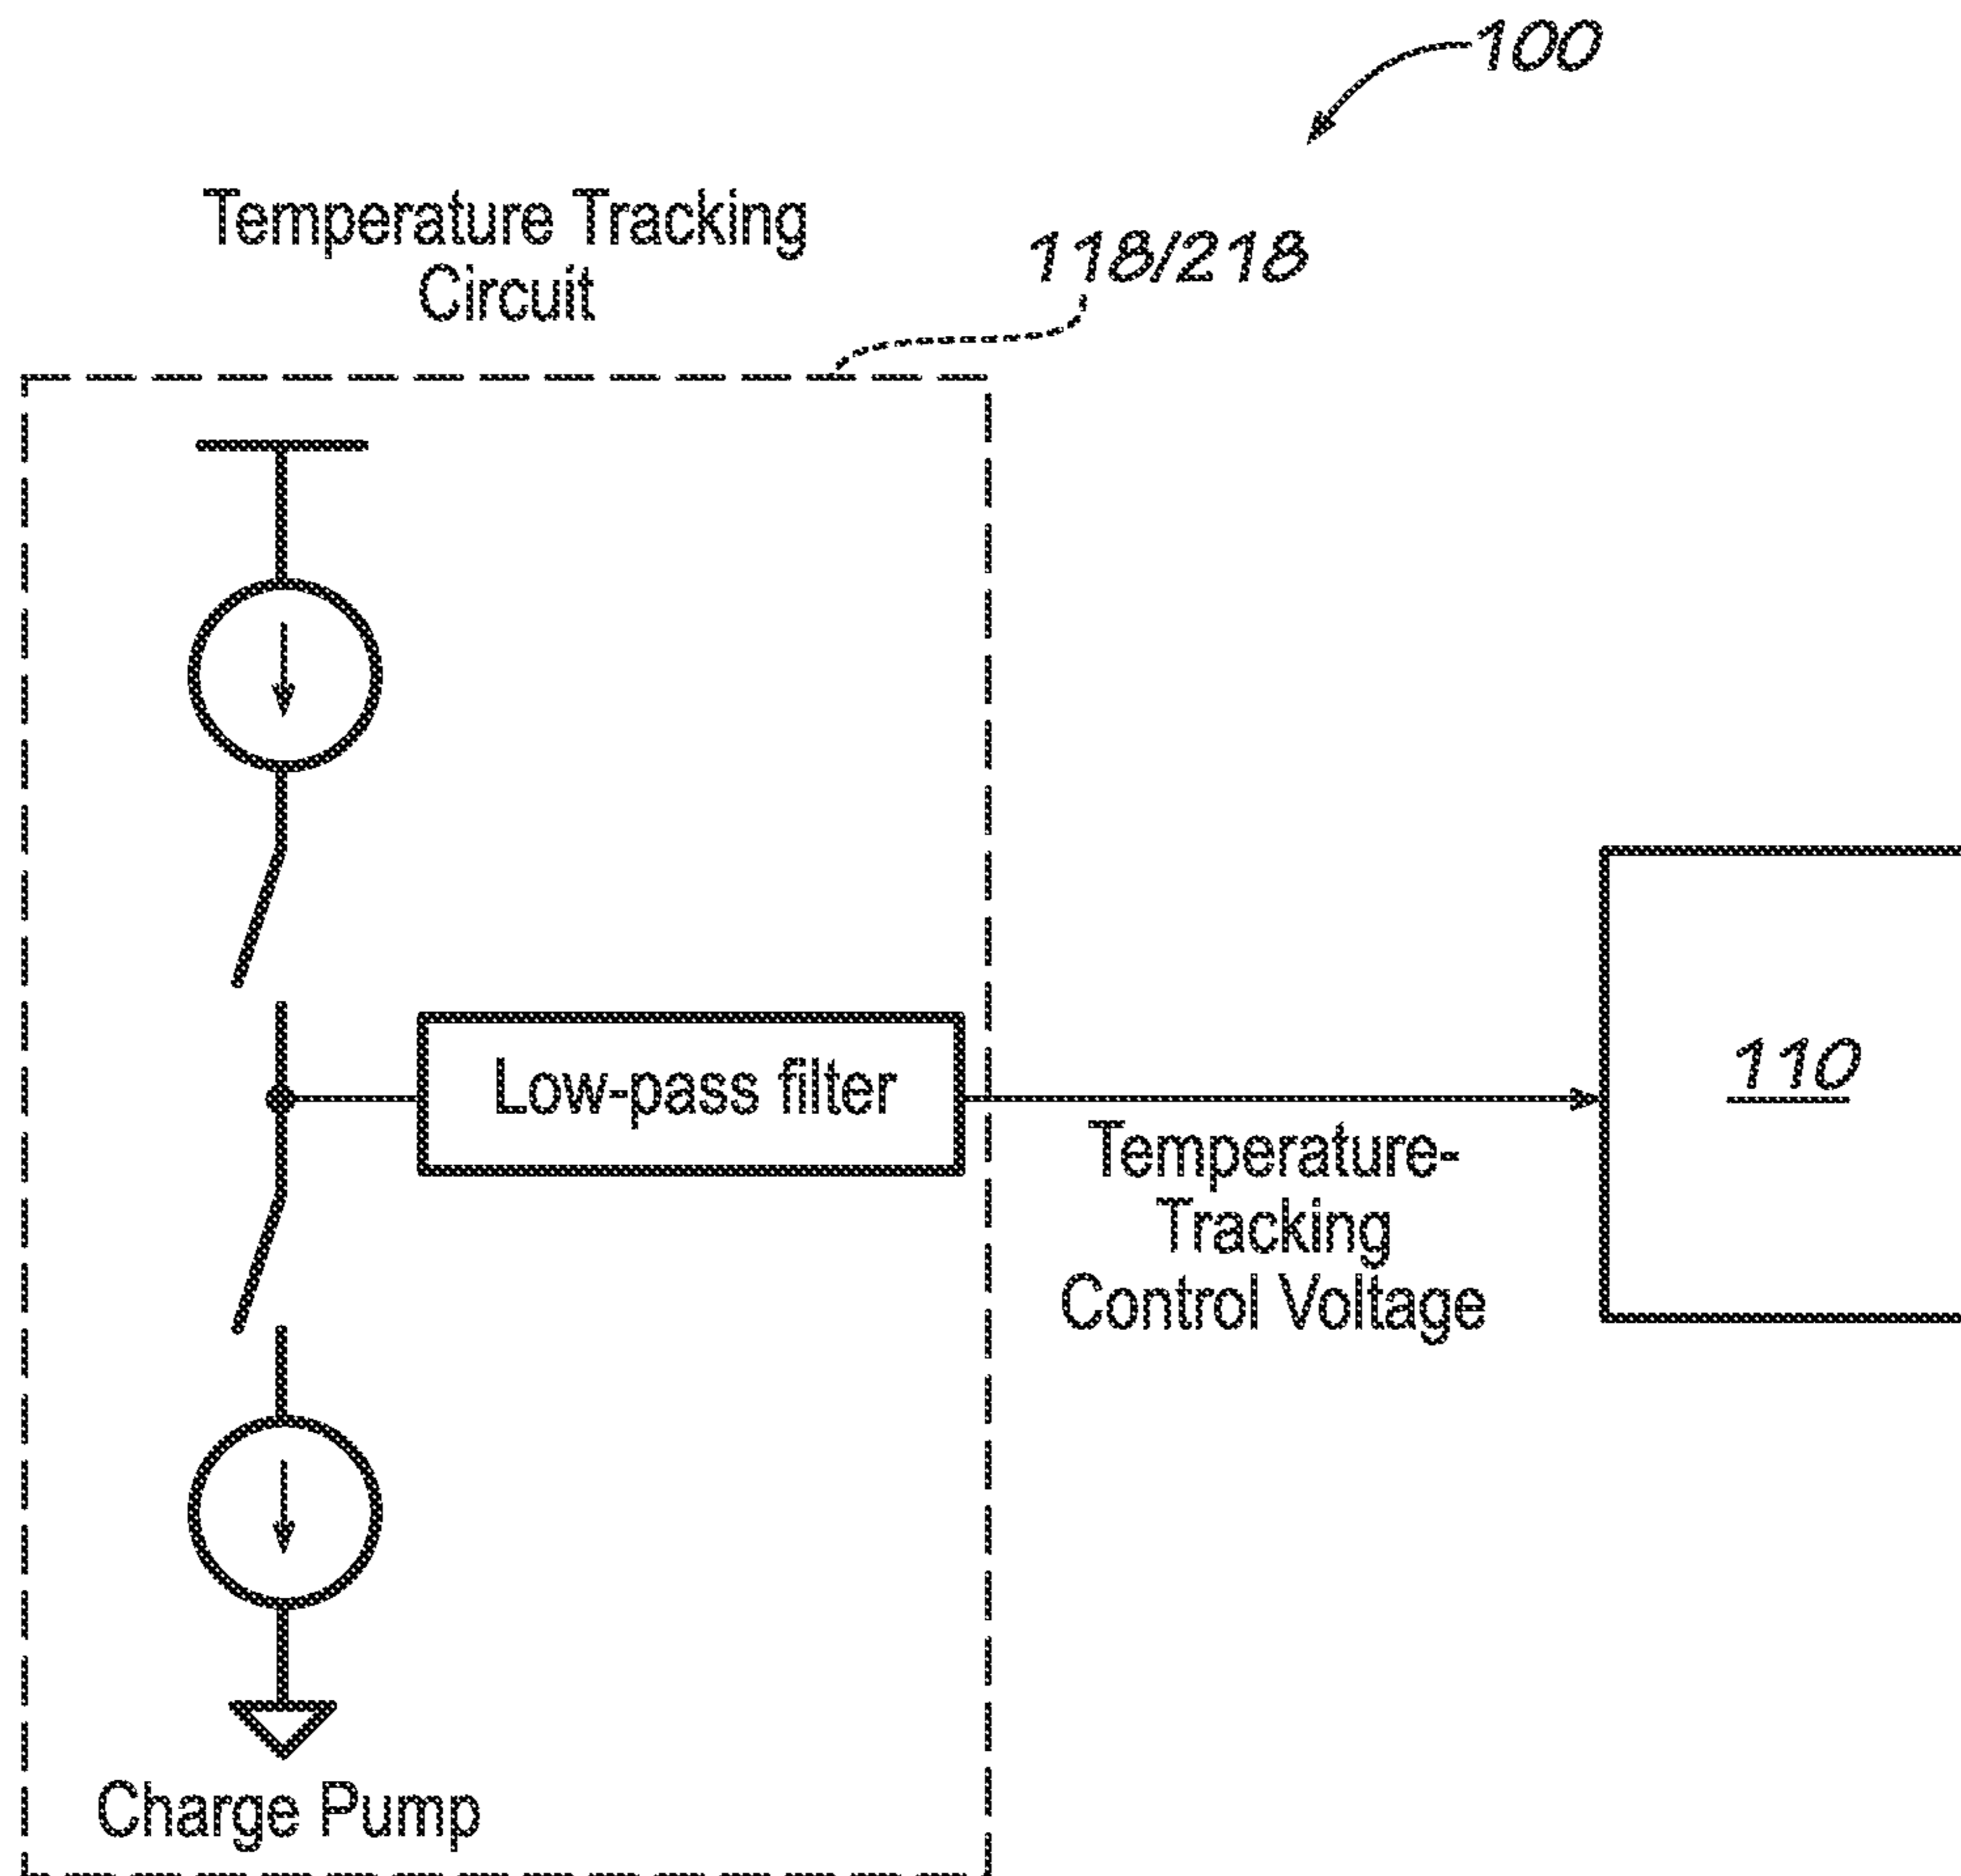 100
Temperature Tracking
Circuit
118/218
Low-pass filter
110
Temperature-
Tracking
Control Voltage
Charge Pump